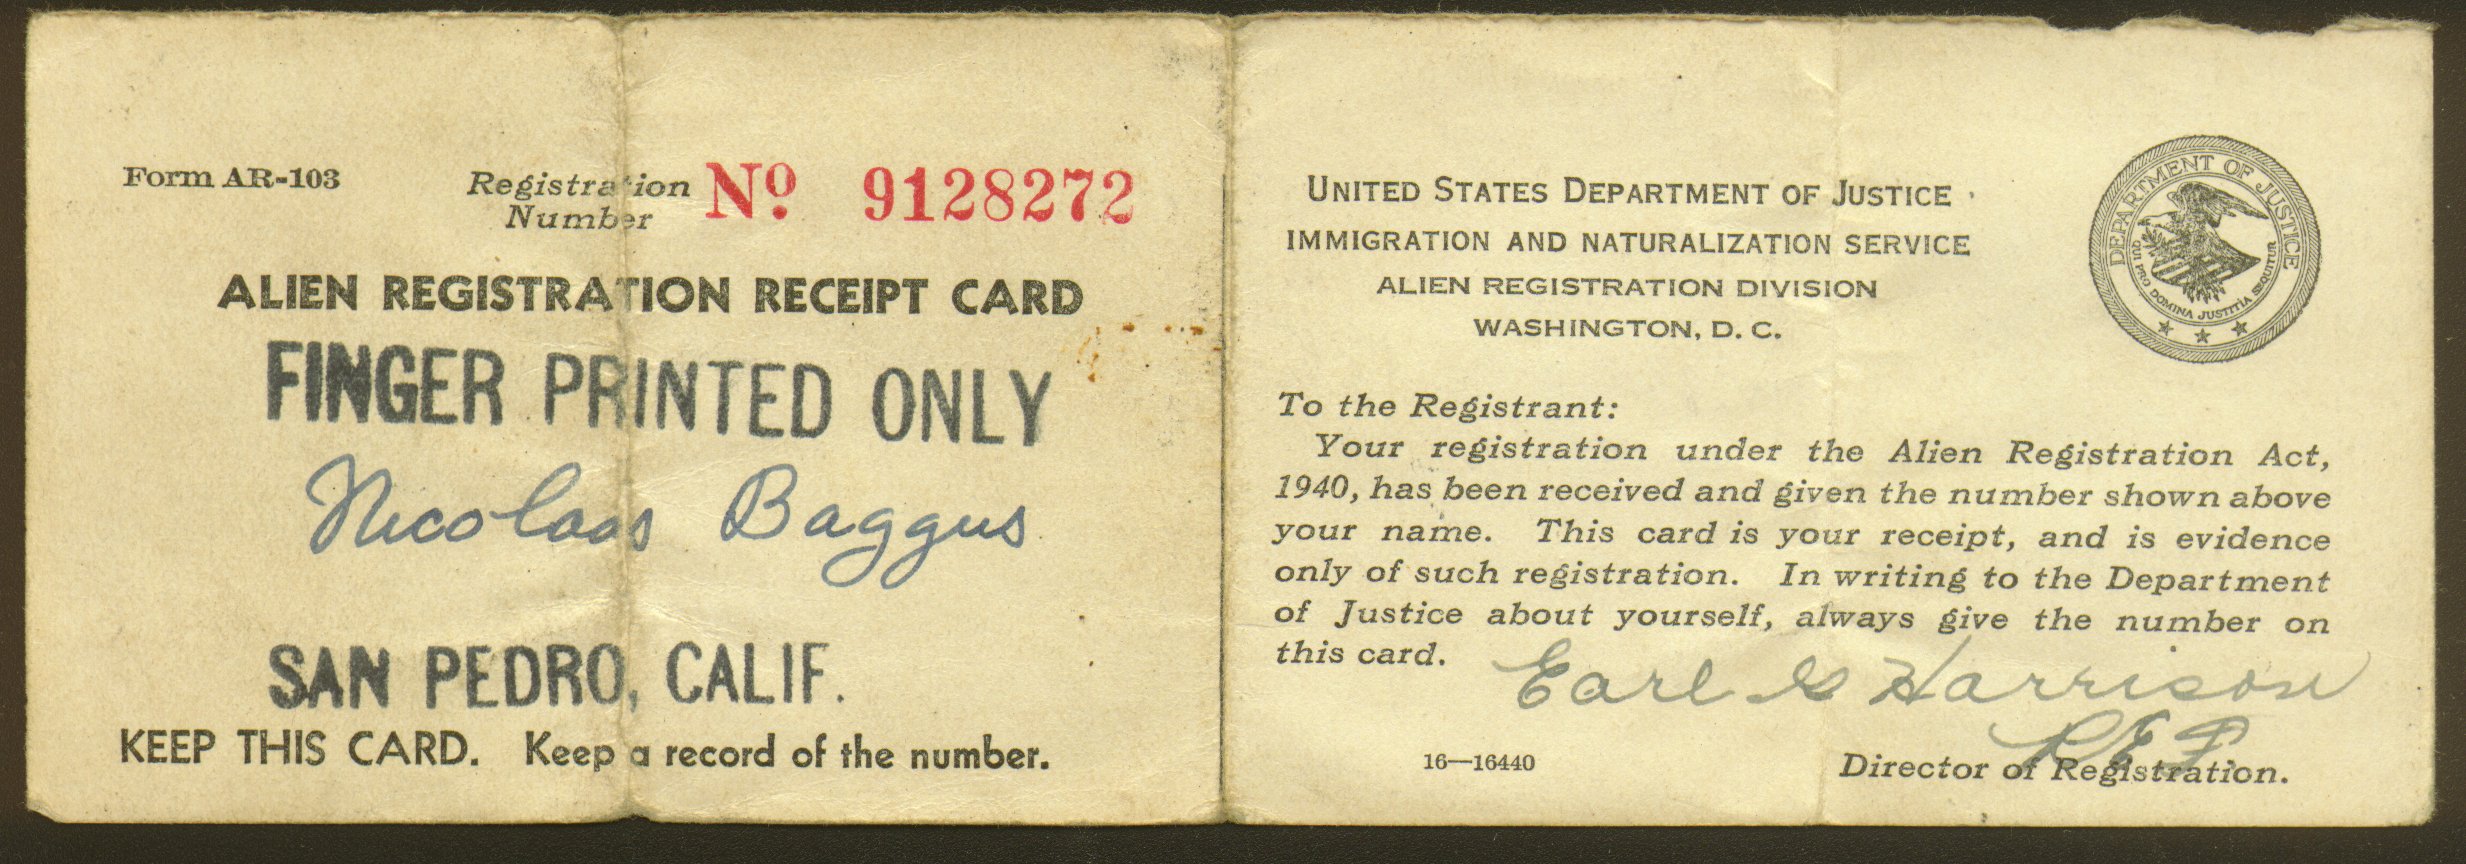 Form AR-103
Registration Number Nº 9128272
ALIEN REGISTRATION RECEIPT CARD
FINGER PRINTED ONLY
Nicolaas Baggus
SAN PEDRO, CALIF.
KEEP THIS CARD. Keep a record of the number.
UNITED STATES DEPARTMENT OF JUSTICE
IMMIGRATION AND NATURALIZATION SERVICE
ALIEN REGISTRATION DIVISION
WASHINGTON, D. C.
DEPARTMENT OF JUSTICE
QUI PRO DOMINA JUSTITIA SEQUITUR
To the Registrant:
Your registration under the Alien Registration Act,
1940, has been received and given the number shown above
your name. This card is your receipt, and is evidence
only of such registration. In writing to the Department
of Justice about yourself, always give the number on
this card.
Earl G Harrison
16—16440
Director of Registration.